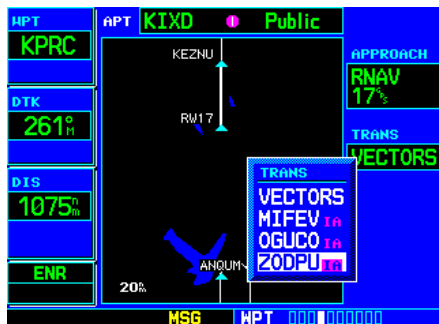 WPT
KPRC
DTK
261°M
DIS
1075nm
ENR
APT KIXD Public
KEZNU
RW17
ANQUM
20nm
APPROACH
RNAV
17GPS
TRANS
VECTORS
TRANS
VECTORS
MIFEV IA
OGUCO IA
ZODPU IA
MSG WPT